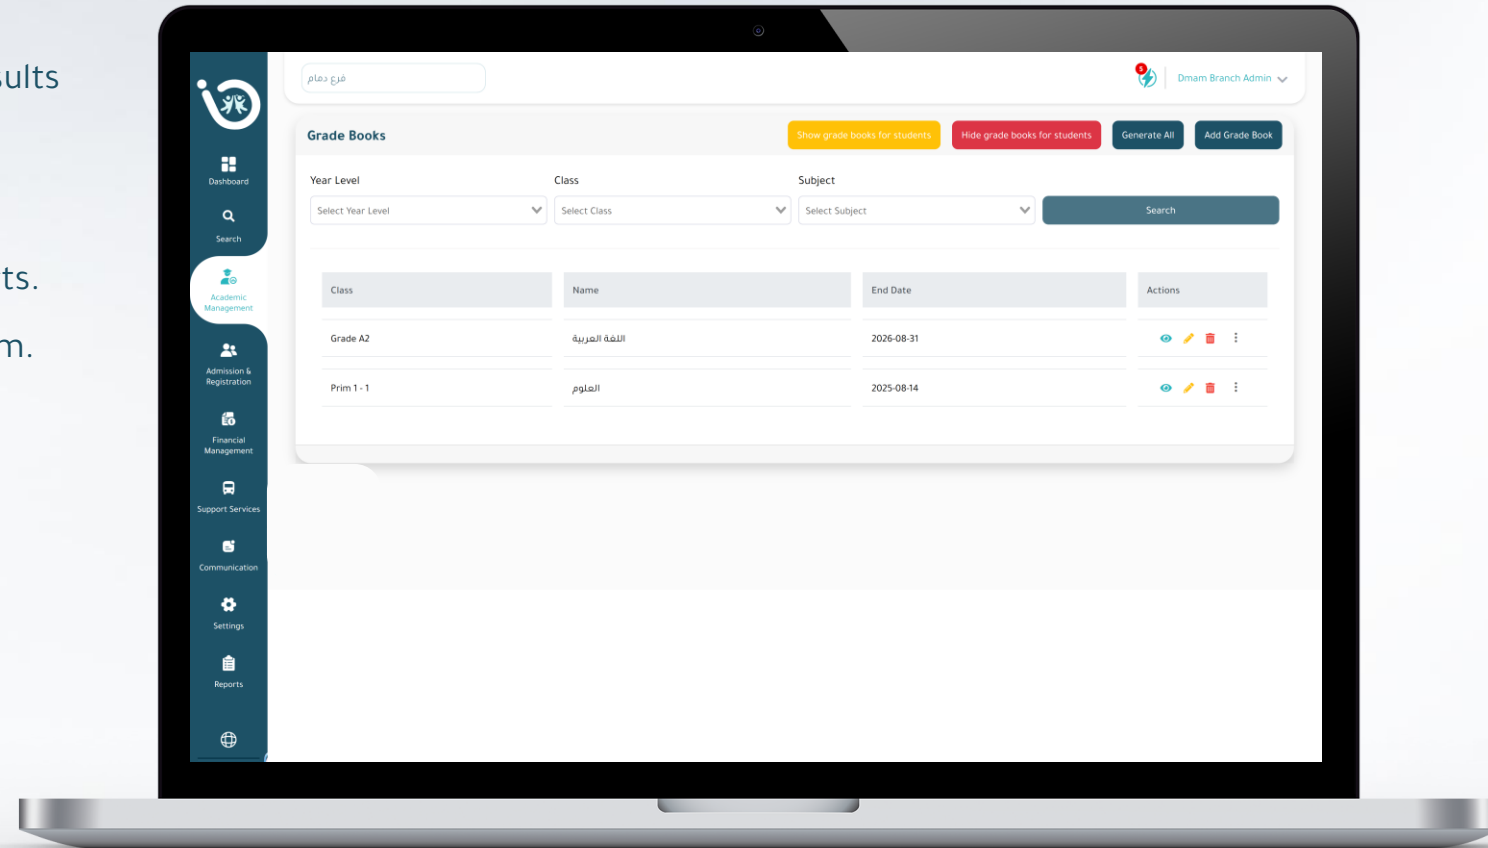 sults
ts.
m.
فرع دمام
5
Dmam Branch Admin
Dashboard
Search
Academic
Management
Admission &
Registration
Financial
Management
Support Services
Communication
Settings
Reports
Grade Books
Show grade books for students
Hide grade books for students
Generate All
Add Grade Book
Year Level
Class
Subject
Select Year Level
Select Class
Select Subject
Search
Class
Name
End Date
Actions
Grade A2
اللغة العربية
2026-08-31
Prim 1 - 1
العلوم
2025-08-14